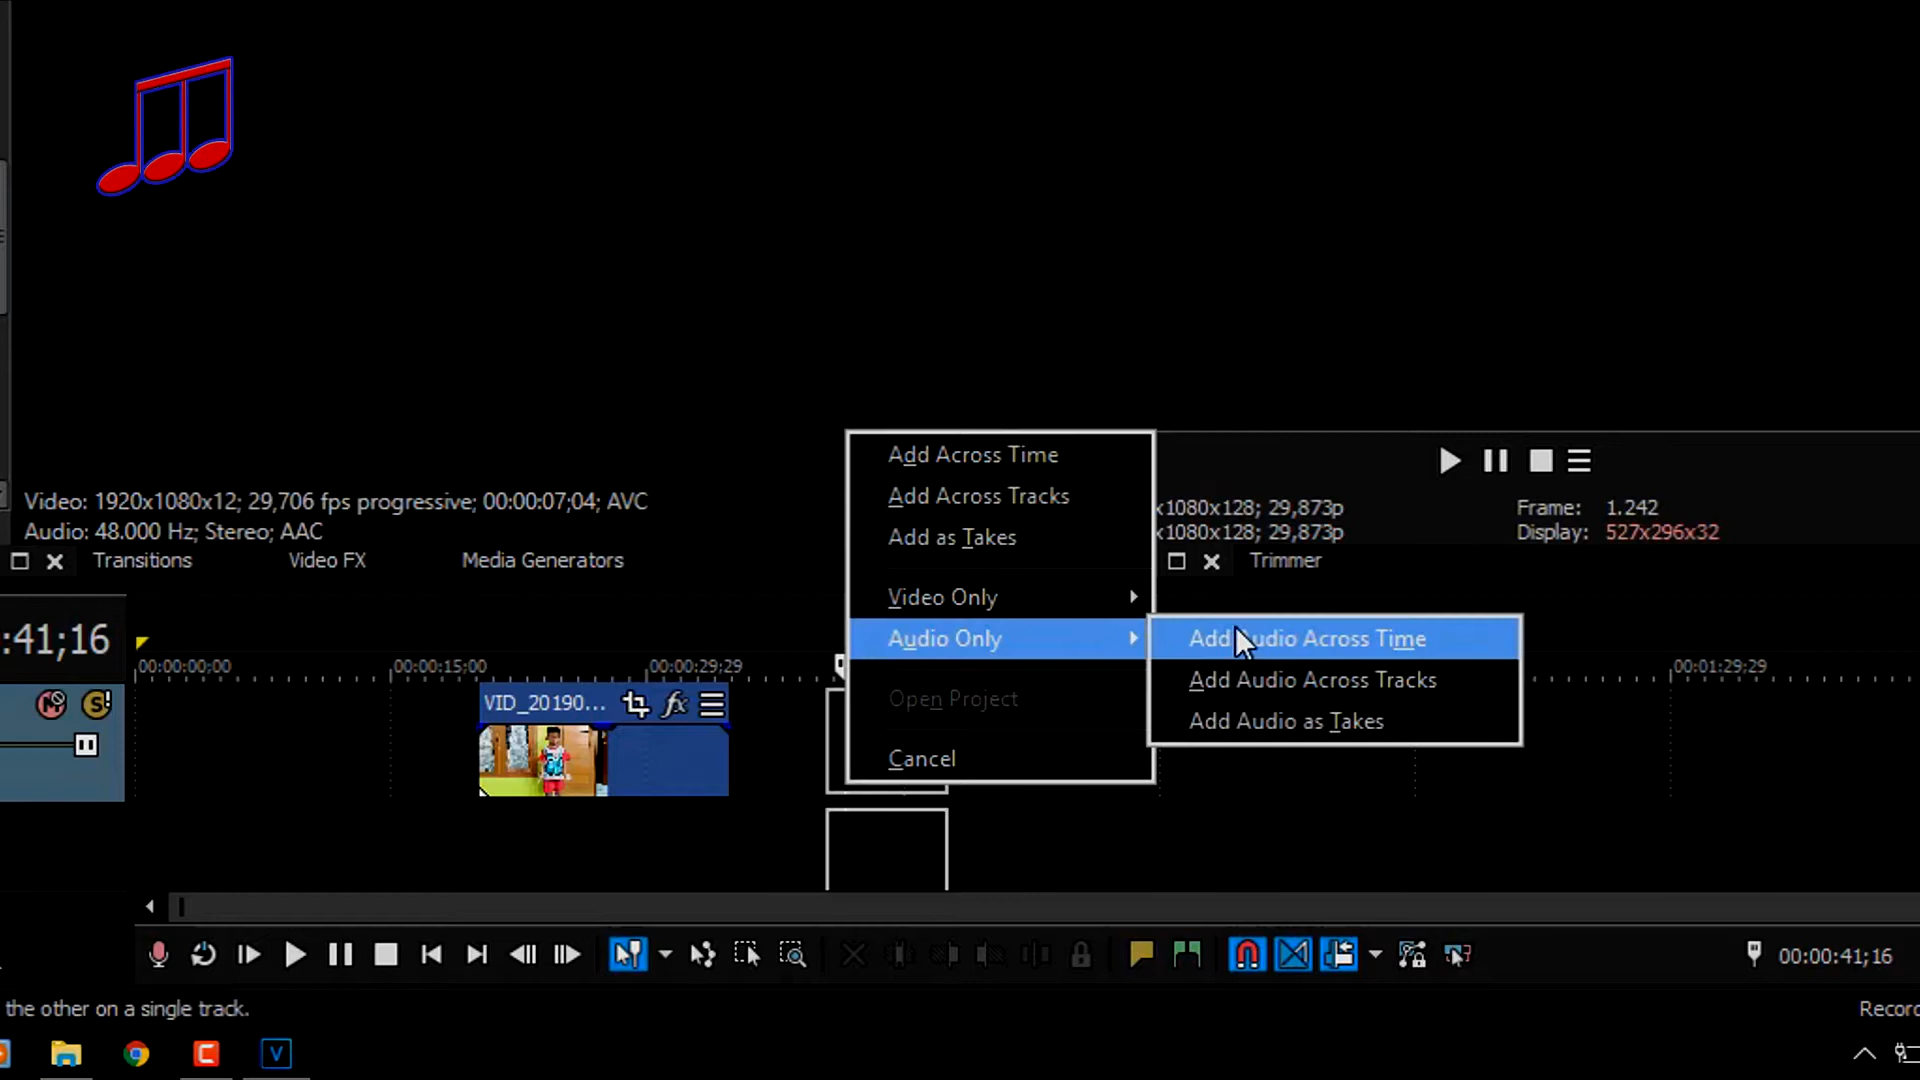 Add Across Time
Add Across Tracks
Add as Takes
Video Only
Audio Only
Open Project
Cancel
Add Audio Across Time
Add Audio Across Tracks
Add Audio as Takes
Video: 1920x1080x12; 29,706 fps progressive; 00:00:07;04; AVC
Audio: 48.000 Hz; Stereo; AAC
x1080x128; 29,873p
x1080x128; 29,873p
Frame: 1.242
Display: 527x296x32
Transitions
Video FX
Media Generators
Trimmer
:41;16
00:00:00;00
00:00:15;00
00:00:29;29
00:01:29;29
M
S
VID_20190...
fx
00:00:41;16
the other on a single track.
Recor
V